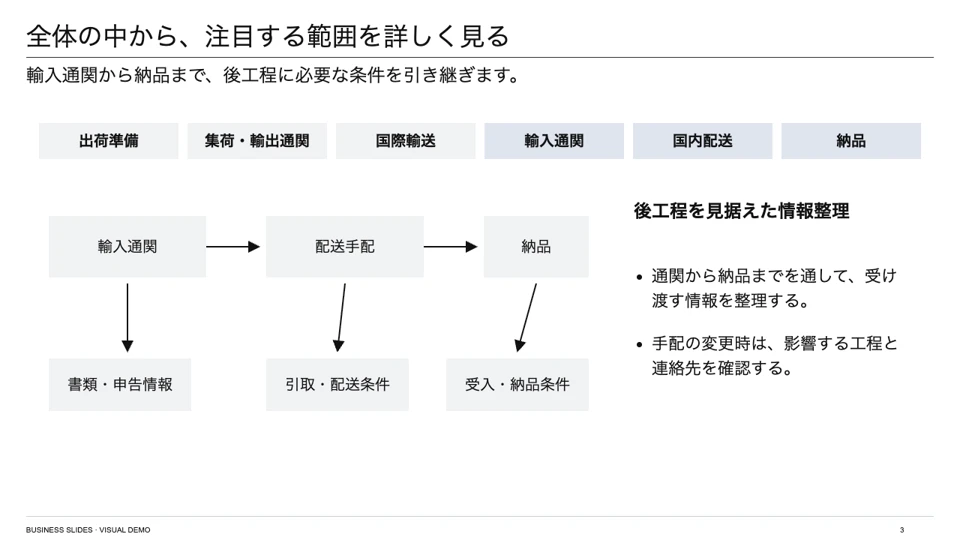 全体の中から、注目する範囲を詳しく見る
輸入通関から納品まで、後工程に必要な条件を引き継ぎます。
出荷準備
集荷・輸出通関
国際輸送
輸入通関
国内配送
納品
輸入通関
配送手配
納品
書類・申告情報
引取・配送条件
受入・納品条件
後工程を見据えた情報整理
• 通関から納品までを通して、受け
渡す情報を整理する。
• 手配の変更時は、影響する工程と
連絡先を確認する。
BUSINESS SLIDES · VISUAL DEMO
3